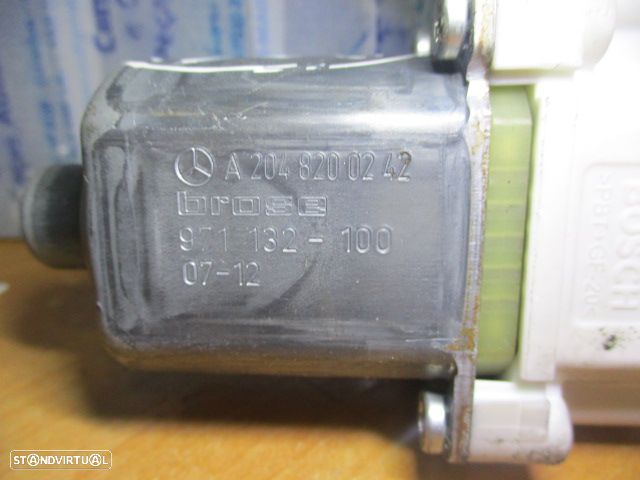 A 204 820 02 42
brose
971 132 - 100
07-12
BOSCH
STANDVIRTUAL